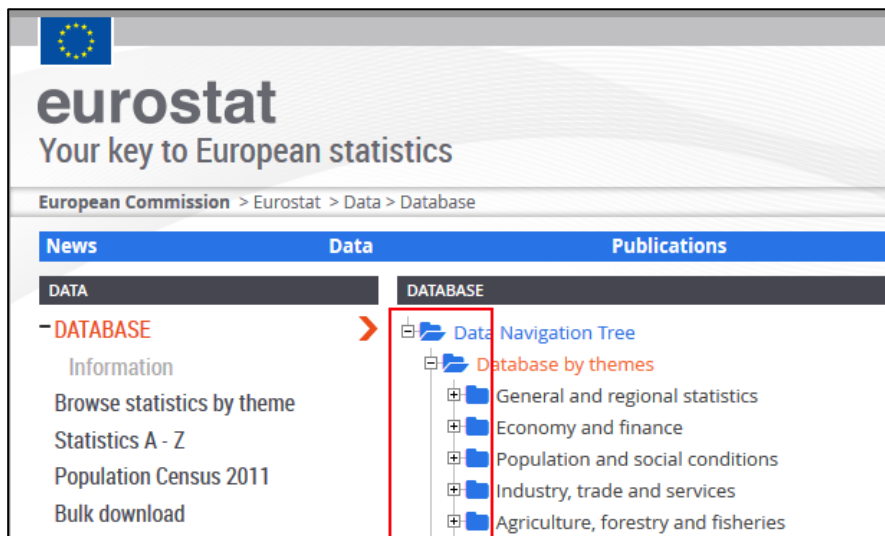 eurostat
Your key to European statistics
European Commission > Eurostat > Data > Database
News Data Publications
DATA
DATABASE
Information
Browse statistics by theme
Statistics A - Z
Population Census 2011
Bulk download
DATABASE
Data Navigation Tree
Database by themes
General and regional statistics
Economy and finance
Population and social conditions
Industry, trade and services
Agriculture, forestry and fisheries